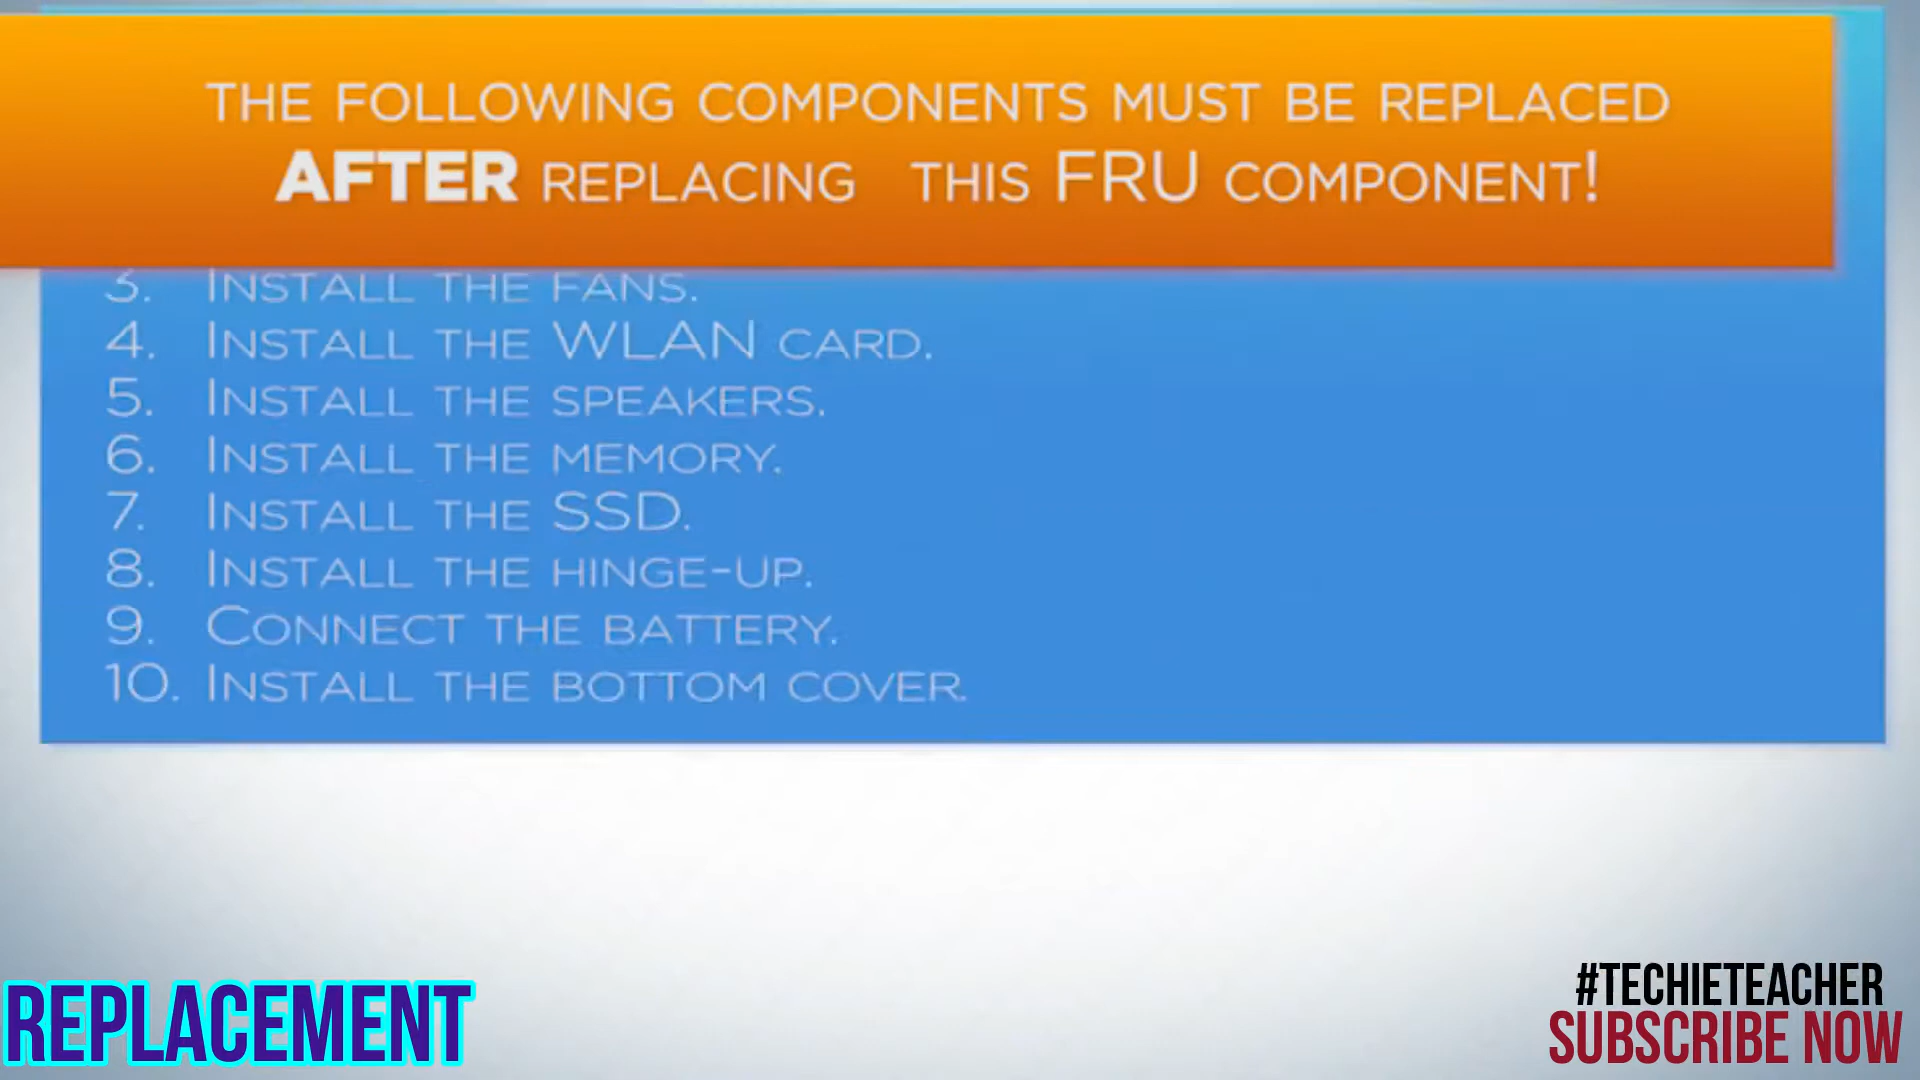 THE FOLLOWING COMPONENTS MUST BE REPLACED
AFTER REPLACING THIS FRU COMPONENT!
3. INSTALL THE FANS.
4. INSTALL THE WLAN CARD.
5. INSTALL THE SPEAKERS.
6. INSTALL THE MEMORY.
7. INSTALL THE SSD.
8. INSTALL THE HINGE-UP.
9. CONNECT THE BATTERY.
10. INSTALL THE BOTTOM COVER.
REPLACEMENT
#TECHIETEACHER
SUBSCRIBE NOW